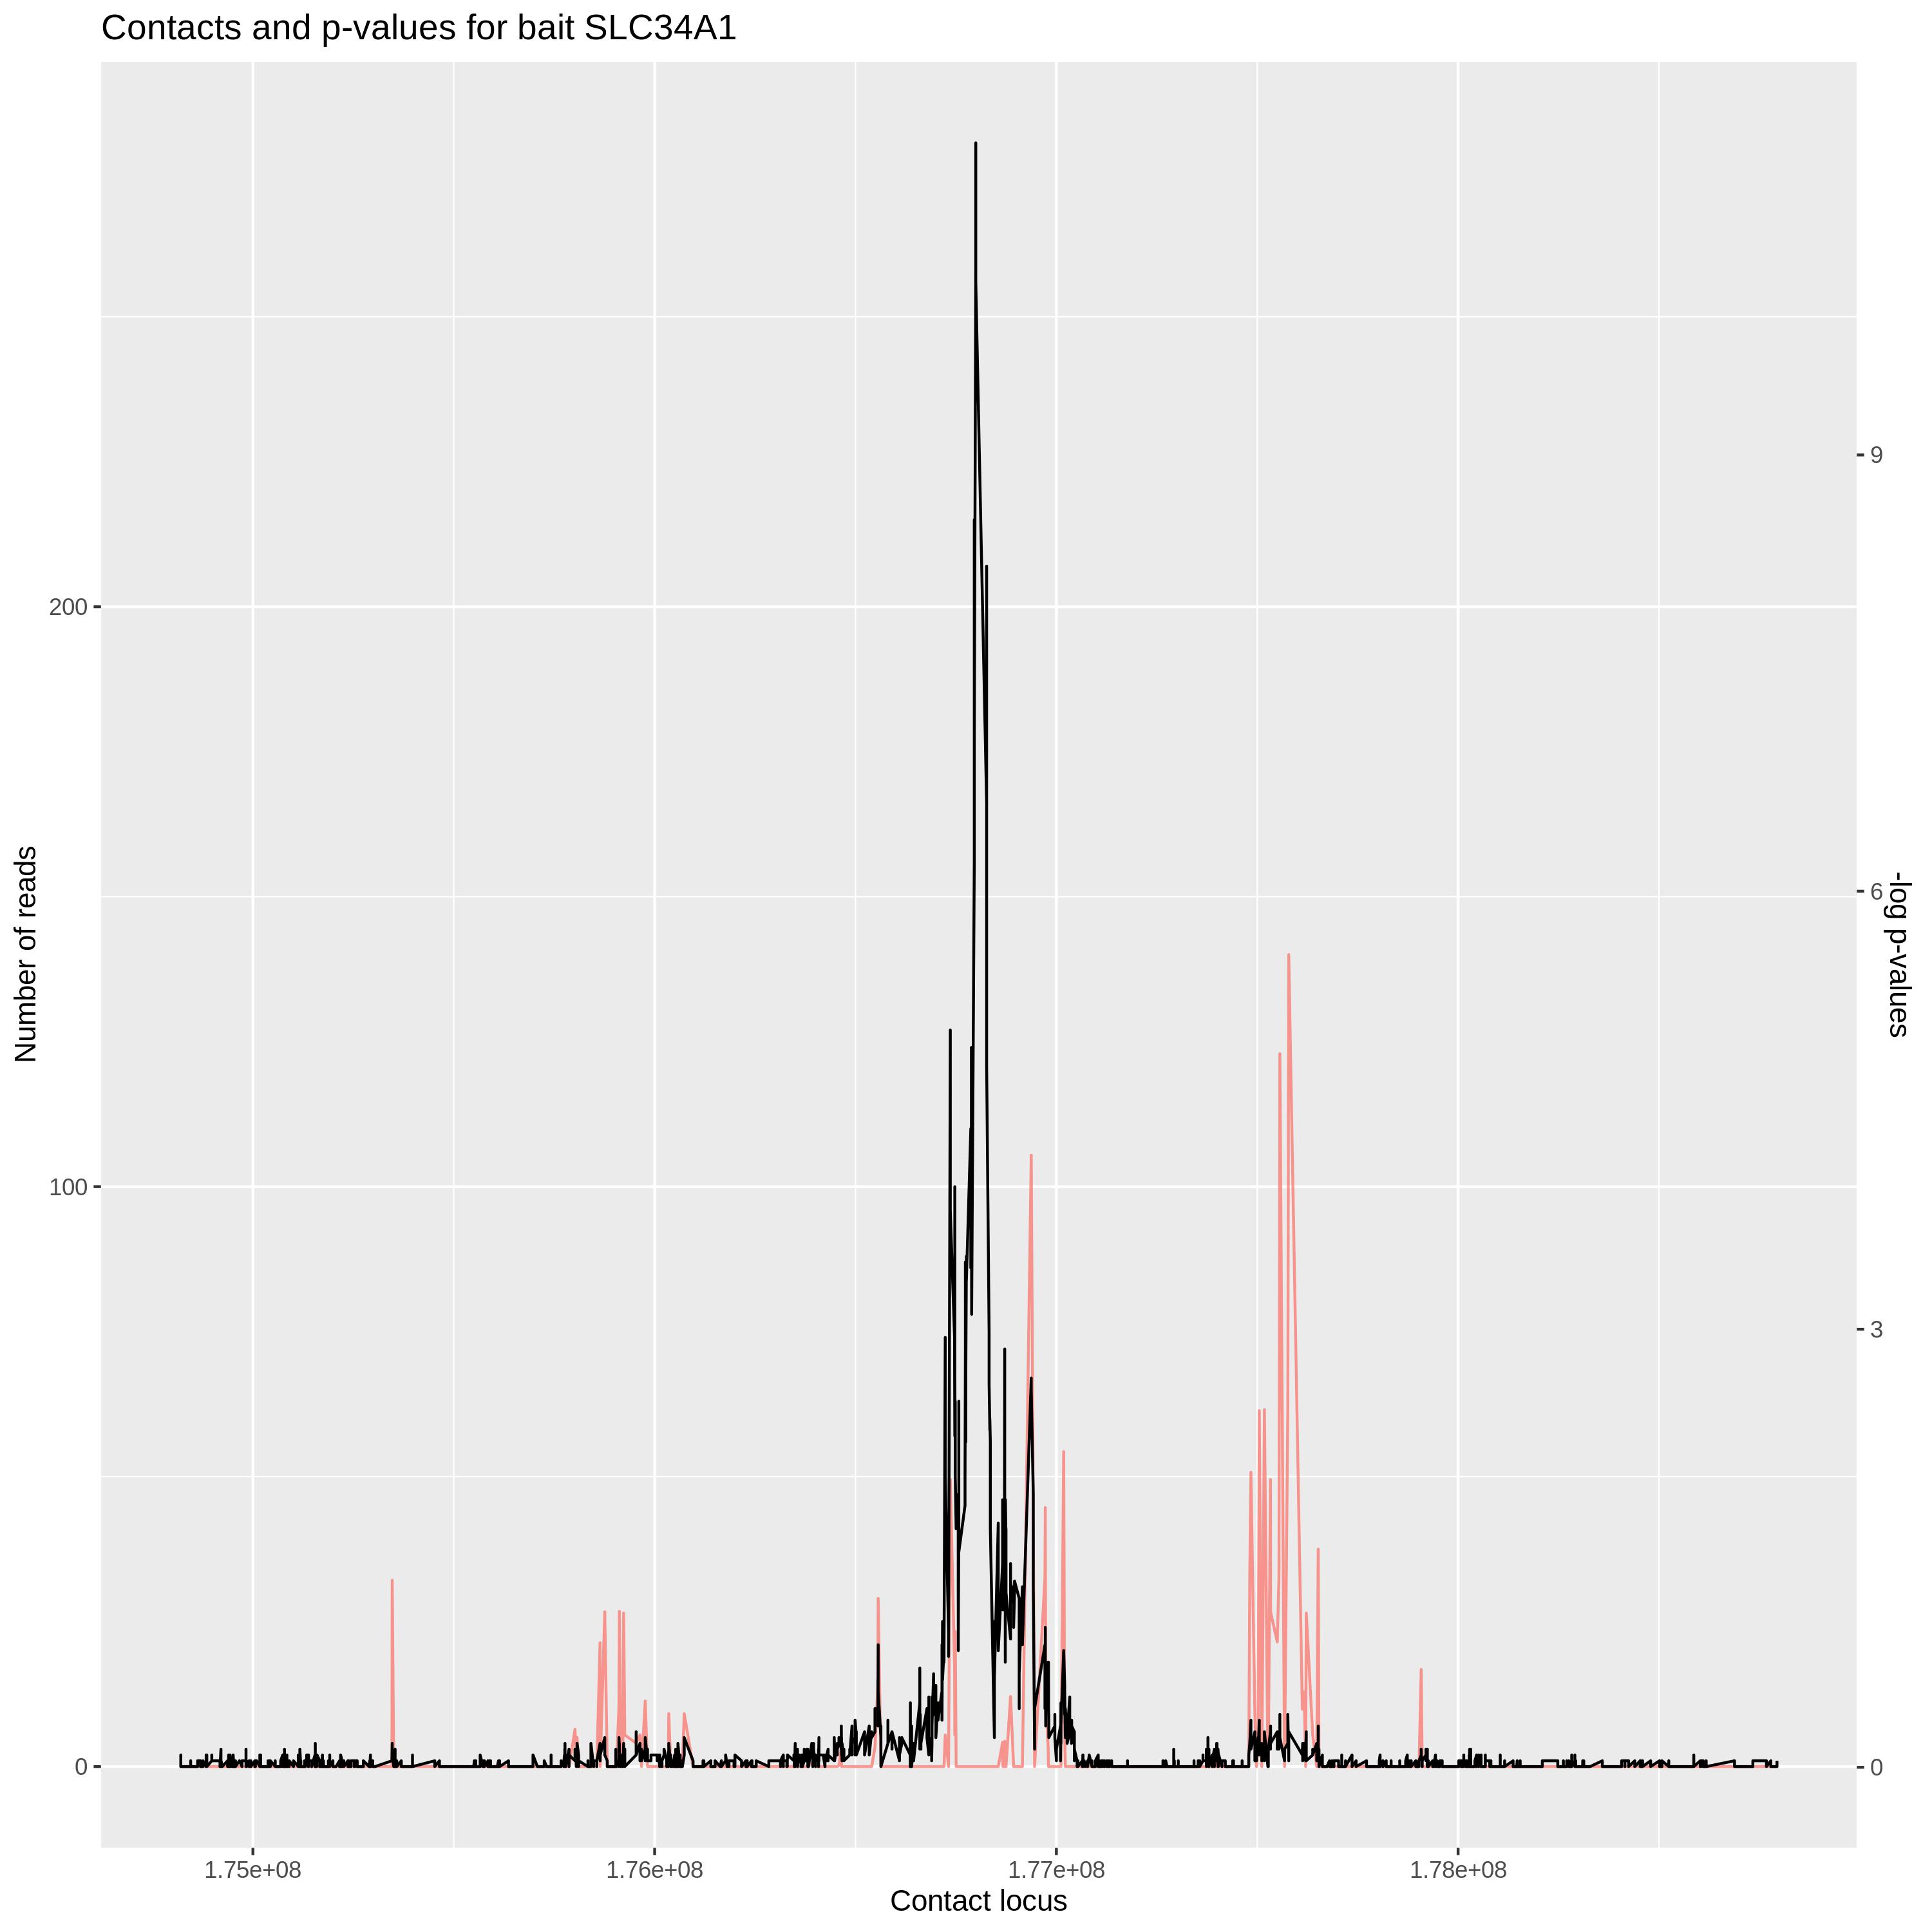 Contacts and p-values for bait SLC34A1
Number of reads
200
100
0
9
6
3
0
-log p-values
1.75e+08
1.76e+08
1.77e+08
1.78e+08
Contact locus